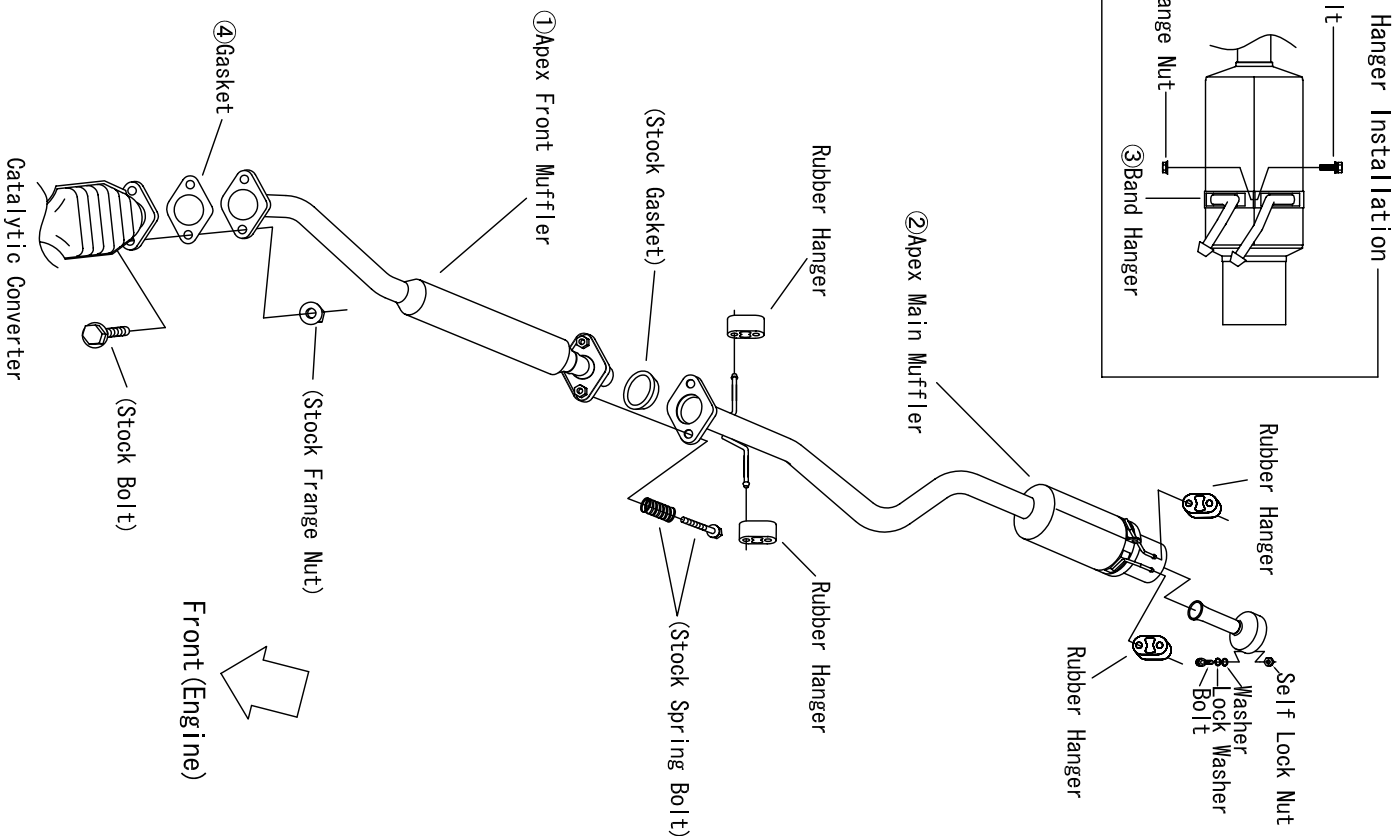 Hanger Installation
lt
ange Nut
③Band Hanger
Rubber Hanger
Self Lock Nut
Washer
Lock Washer
Bolt
Rubber Hanger
②Apex Main Muffler
Rubber Hanger
Rubber Hanger
(Stock Gasket)
(Stock Spring Bolt)
①Apex Front Muffler
④Gasket
(Stock Frange Nut)
(Stock Bolt)
Catalytic Converter
Front(Engine)